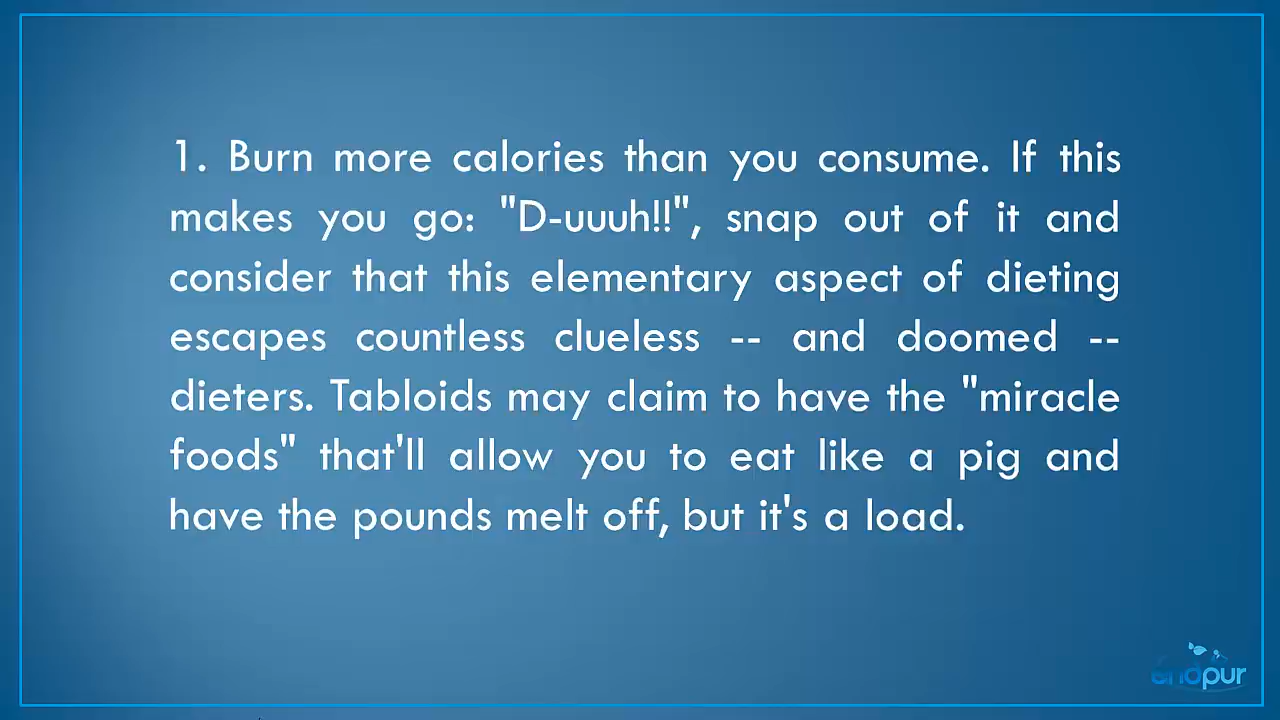 1. Burn more calories than you consume. If this
makes you go: "D-uuuh!!", snap out of it and
consider that this elementary aspect of dieting
escapes countless clueless -- and doomed --
dieters. Tabloids may claim to have the "miracle
foods" that'll allow you to eat like a pig and
have the pounds melt off, but it's a load.
endpur